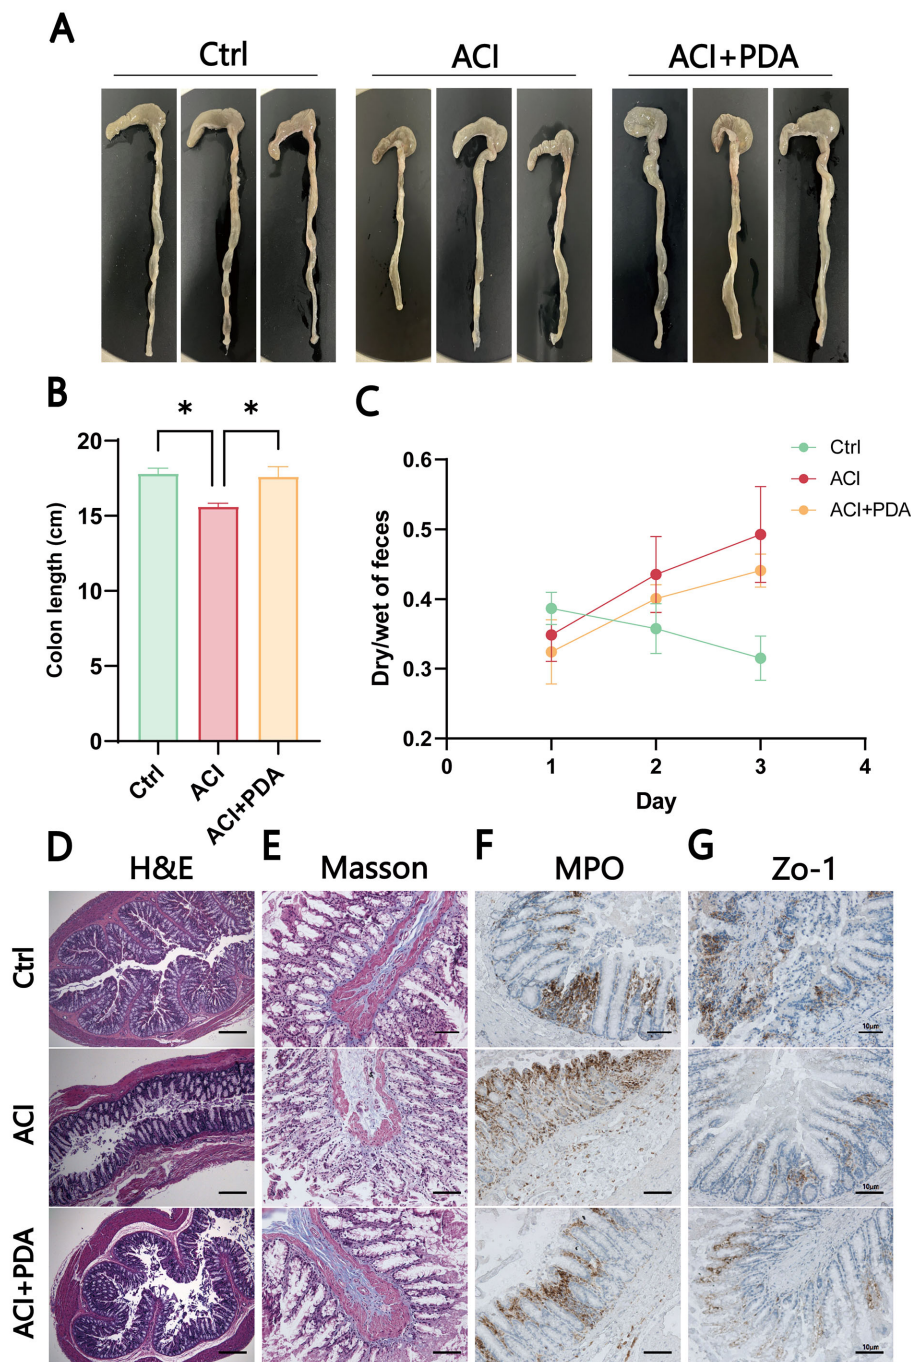 A
Ctrl ACI ACI+PDA
B
* *
20
15
10
5
0
Colon length (cm)
Ctrl ACI ACI+PDA
C
Ctrl
ACI
ACI+PDA
0.6
0.5
0.4
0.3
0.2
Dry/wet of feces
0 1 2 3 4
Day
D E F G
H&E Masson MPO Zo-1
Ctrl
10μm
ACI
10μm
ACI+PDA
10μm